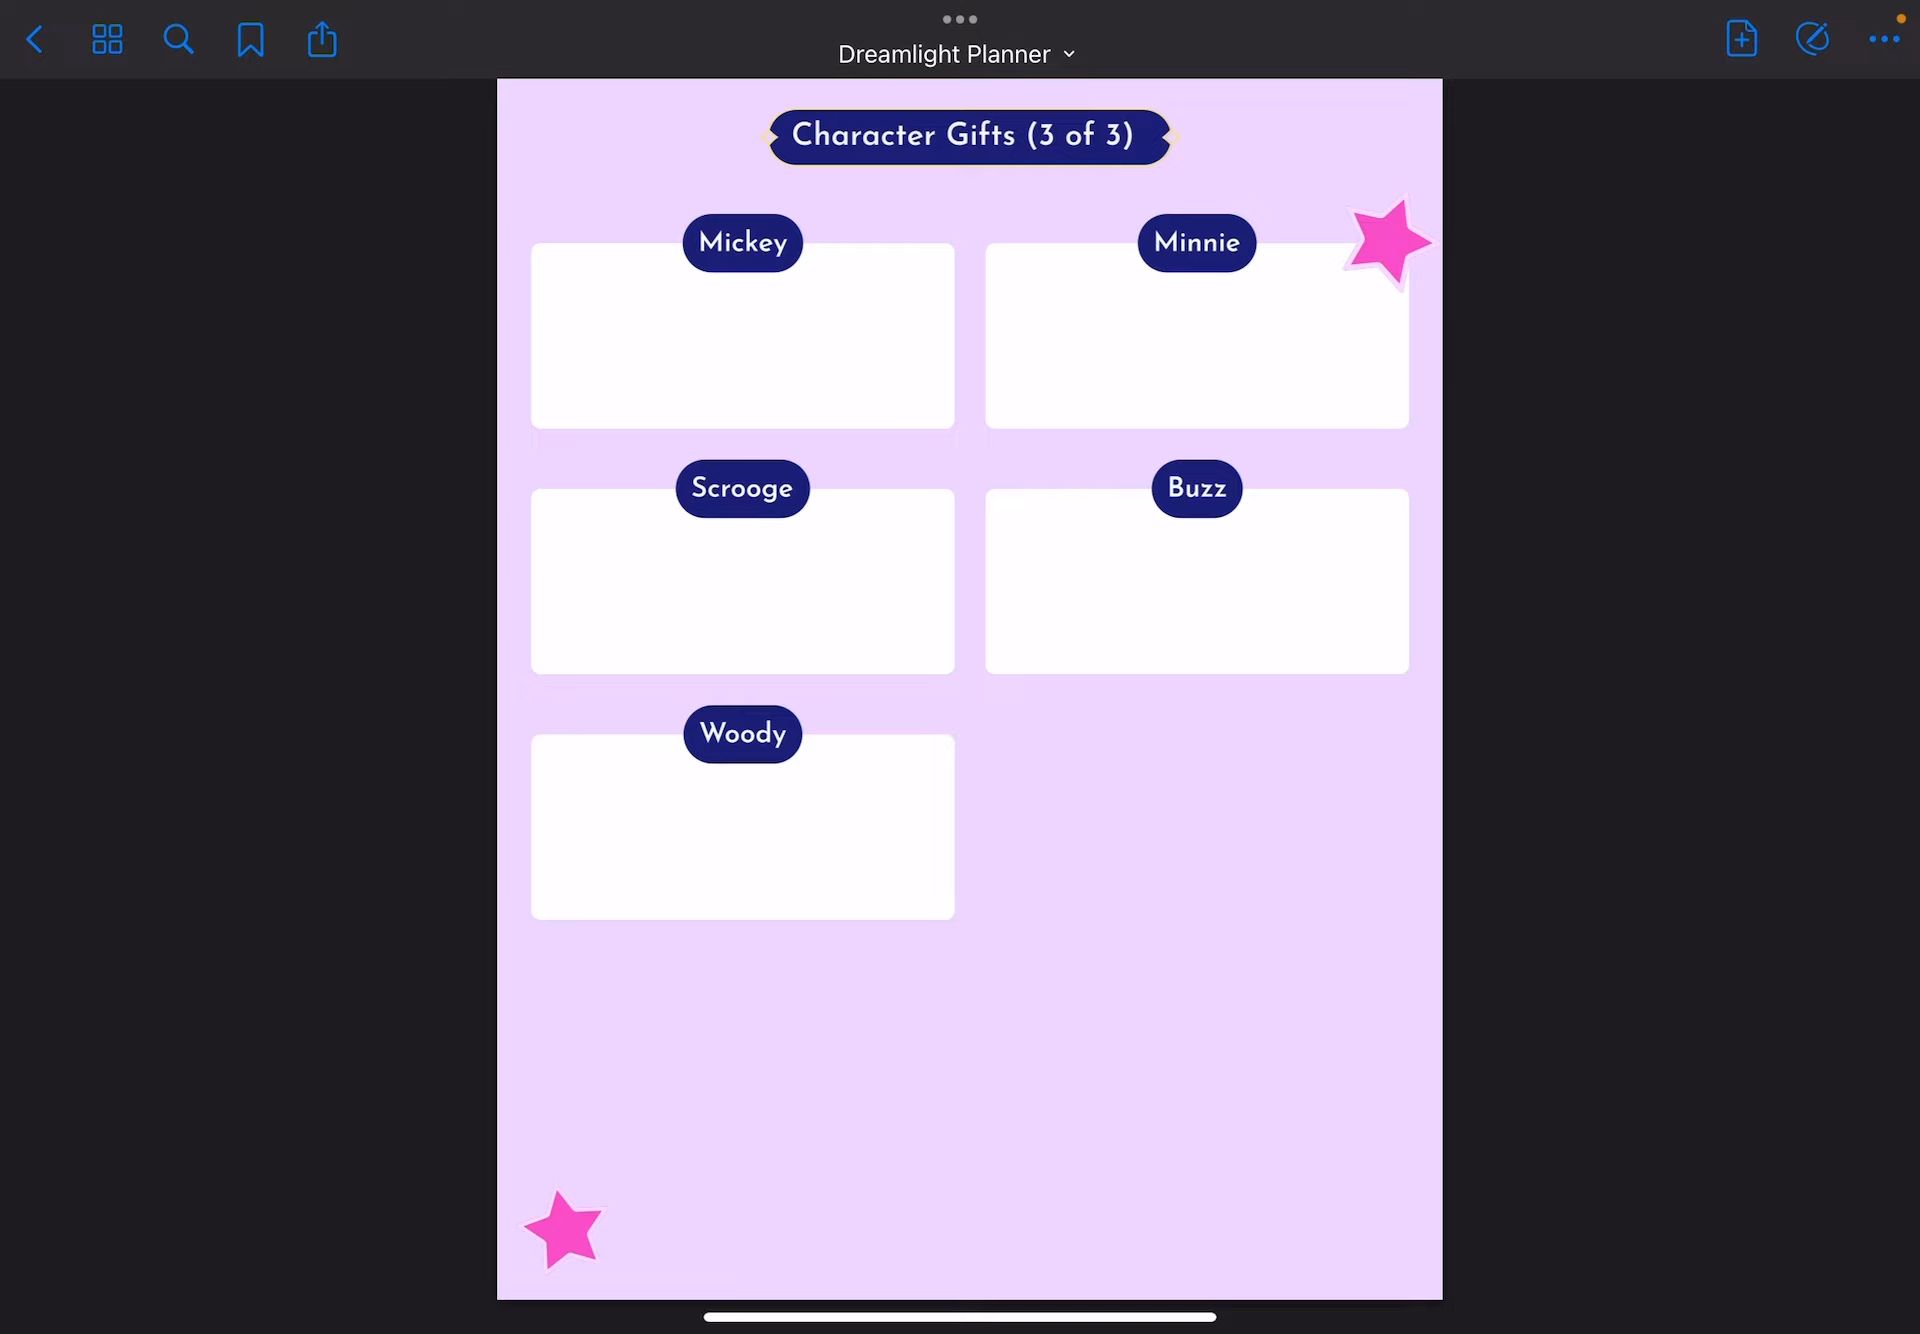 Dreamlight Planner
Character Gifts (3 of 3)
Mickey
Minnie
Scrooge
Buzz
Woody